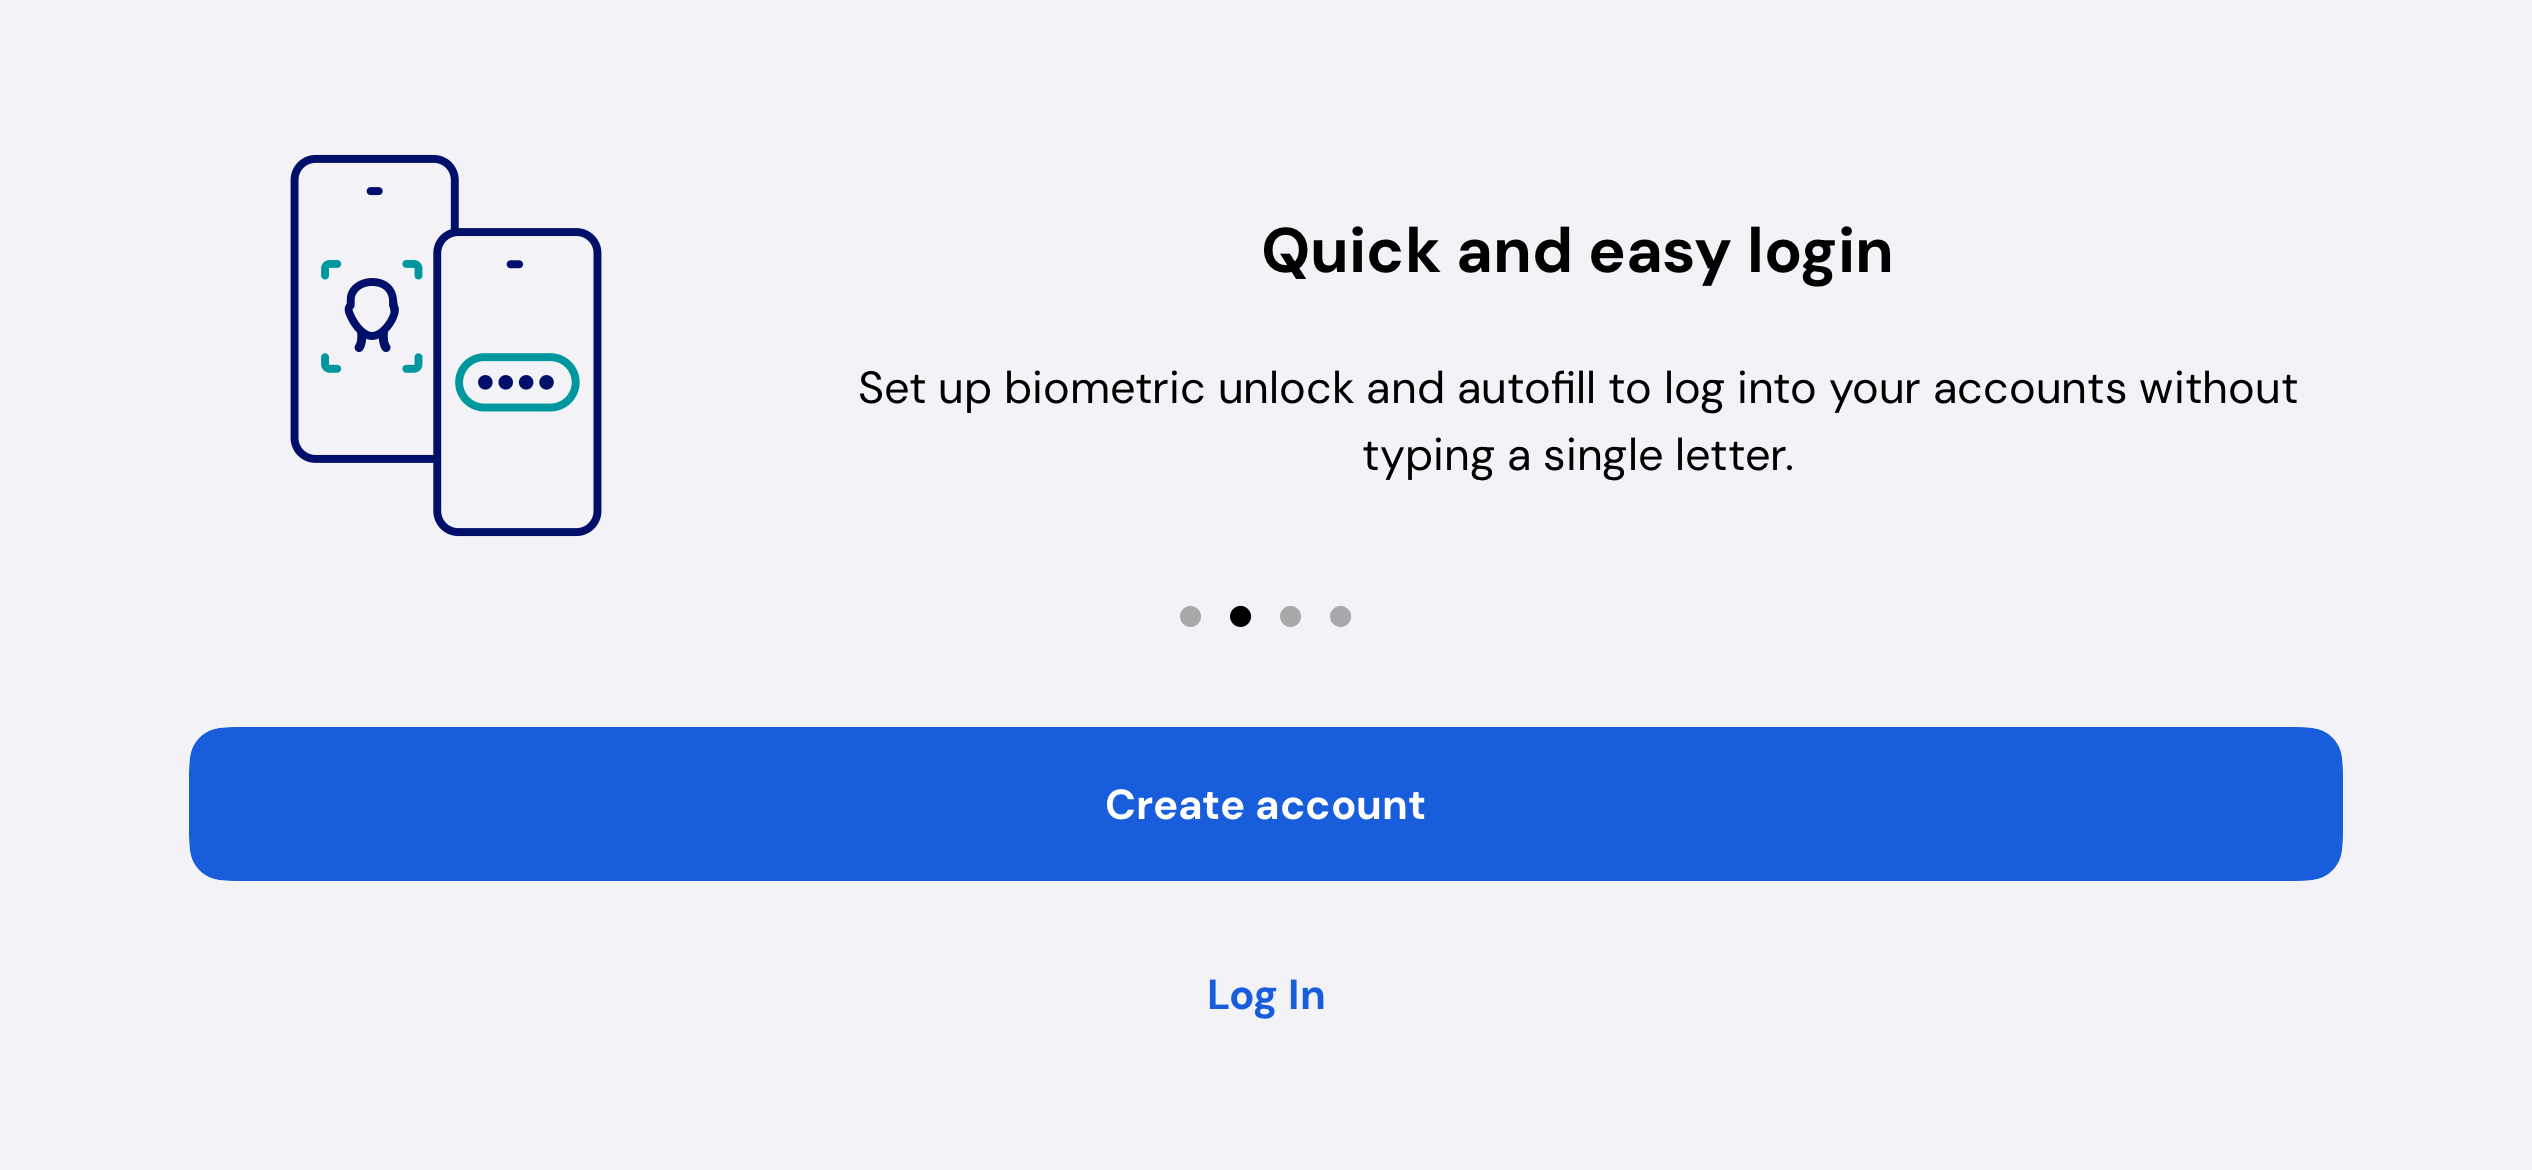 Quick and easy login
Set up biometric unlock and autofill to log into your accounts without
typing a single letter.
Create account
Log In